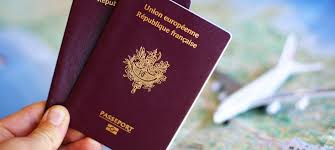 Union européenne
République française
PASSEPORT